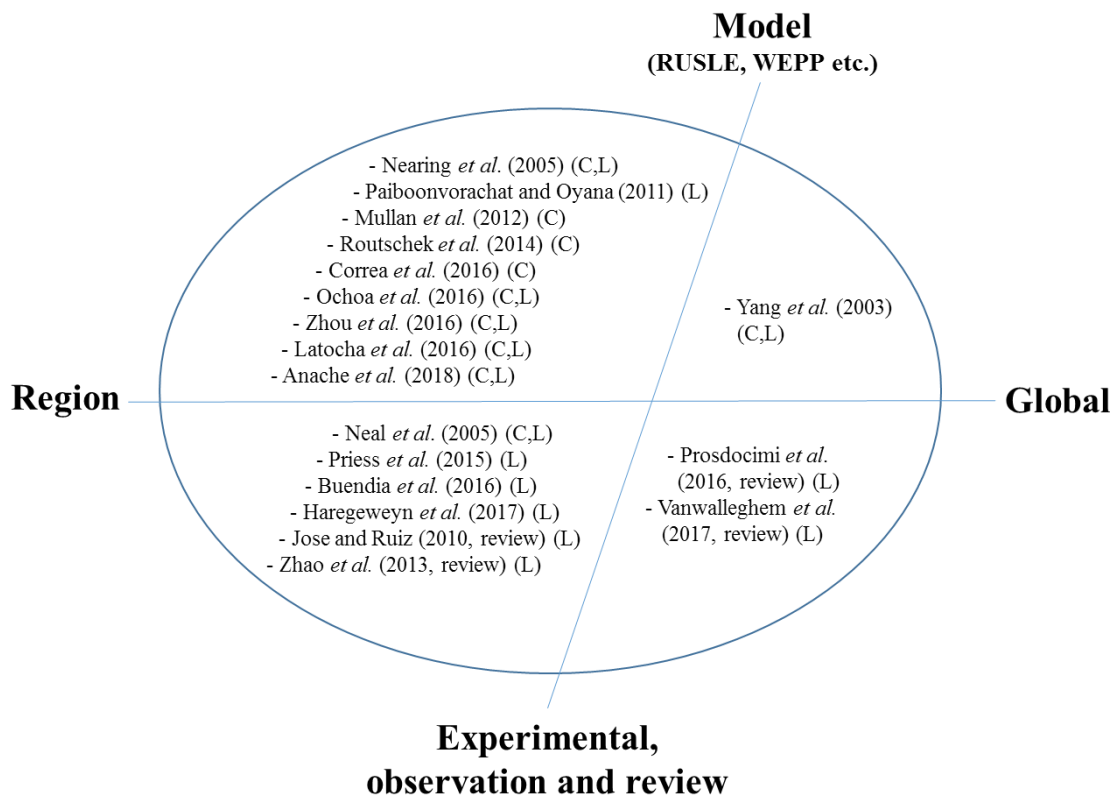 Model
(RUSLE, WEPP etc.)
- Nearing et al. (2005) (C,L)
- Paiboonvorachat and Oyana (2011) (L)
- Mullan et al. (2012) (C)
- Routschek et al. (2014) (C)
- Correa et al. (2016) (C)
- Ochoa et al. (2016) (C,L)
- Zhou et al. (2016) (C,L)
- Latocha et al. (2016) (C,L)
- Anache et al. (2018) (C,L)
- Yang et al. (2003)
(C,L)
Region
Global
- Neal et al. (2005) (C,L)
- Priess et al. (2015) (L)
- Buendia et al. (2016) (L)
- Haregeweyn et al. (2017) (L)
- Jose and Ruiz (2010, review) (L)
- Zhao et al. (2013, review) (L)
- Prosdocimi et al.
(2016, review) (L)
- Vanwalleghem et al.
(2017, review) (L)
Experimental,
observation and review